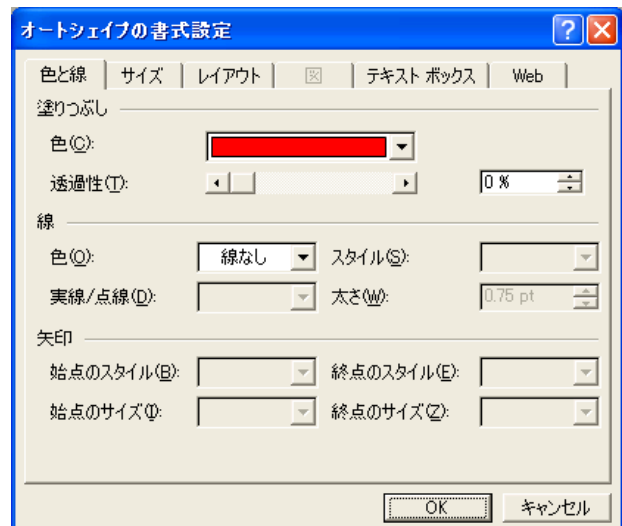 オートシェイプの書式設定
色と線 サイズ レイアウト 図 テキスト ボックス Web
塗りつぶし
色(C):
透過性(T): 0 %
線
色(O): 線なし スタイル(S):
実線/点線(D): 太さ(W): 0.75 pt
矢印
始点のスタイル(B): 終点のスタイル(E):
始点のサイズ(I): 終点のサイズ(Z):
OK キャンセル